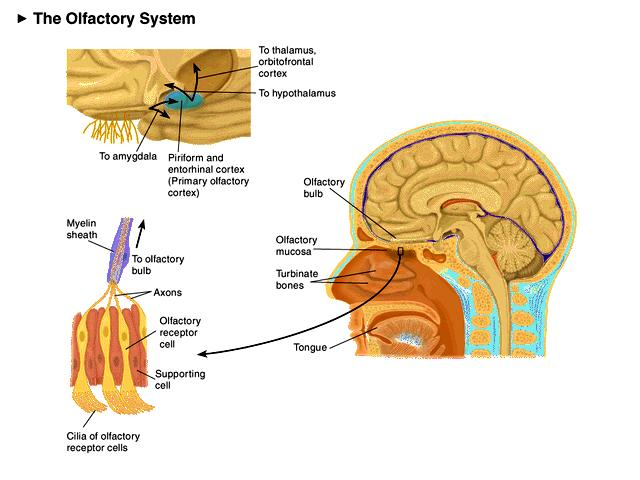 ► The Olfactory System
To thalamus,
orbitofrontal
cortex
To hypothalamus
To amygdala
Piriform and
entorhinal cortex
(Primary olfactory
cortex)
Olfactory
bulb
Myelin
sheath
To olfactory
bulb
Olfactory
mucosa
Turbinate
bones
Axons
Olfactory
receptor
cell
Tongue
Supporting
cell
Cilia of olfactory
receptor cells